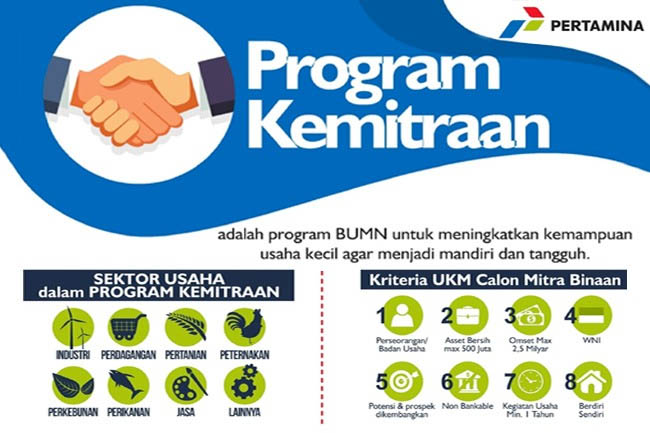 PERTAMINA
Program
Kemitraan
adalah program BUMN untuk meningkatkan kemampuan
usaha kecil agar menjadi mandiri dan tangguh.
SEKTOR USAHA
dalam PROGRAM KEMITRAAN
INDUSTRI PERDAGANGAN PERTANIAN PETERNAKAN
PERKEBUNAN PERIKANAN JASA LAINNYA
Kriteria UKM Calon Mitra Binaan
1 2 3 4
Perseorangan/ Asset Bersih Omset Max WNI
Badan Usaha max 500 Juta 2,5 Milyar
5 6 7 8
Potensi & prospek Non Bankable Kegiatan Usaha Berdiri
dikembangkan Min. 1 Tahun Sendiri